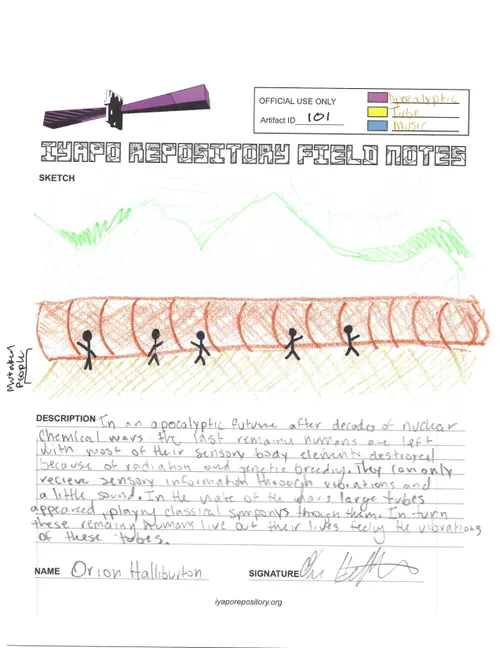 OFFICIAL USE ONLY
Apocalyptic
Artifact ID 101
Tube
Music
IYAPO REPOSITORY FIELD NOTES
SKETCH
Mutated
People
DESCRIPTION In an apocalyptic future after decades of nuclear
Chemical wars the last remaining humans are left
with most of their sensory body elements destroyed
because of radiation and genetic breeding. They can only
recieve sensory information through vibrations and
a little sound. In the wake of the wars large tubes
appeared, playing classical symponys though them. In turn
these remaining humans live out their lives feeling the vibrations
of these tubes.
NAME Orion Halliburton
SIGNATURE
iyaporepository.org